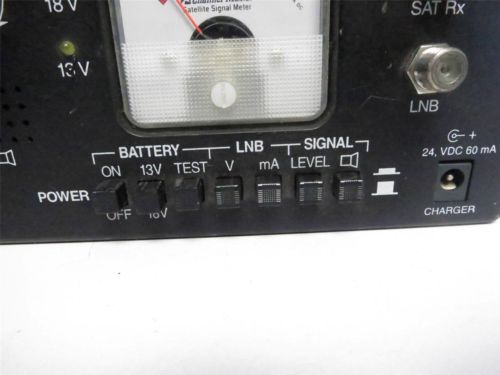 18 V
13 V
Satellite Signal Meter
DC
SAT Rx
LNB
BATTERY LNB SIGNAL
ON 13V TEST V mA LEVEL
POWER
OFF 18V
+
24, VDC 60 mA
CHARGER